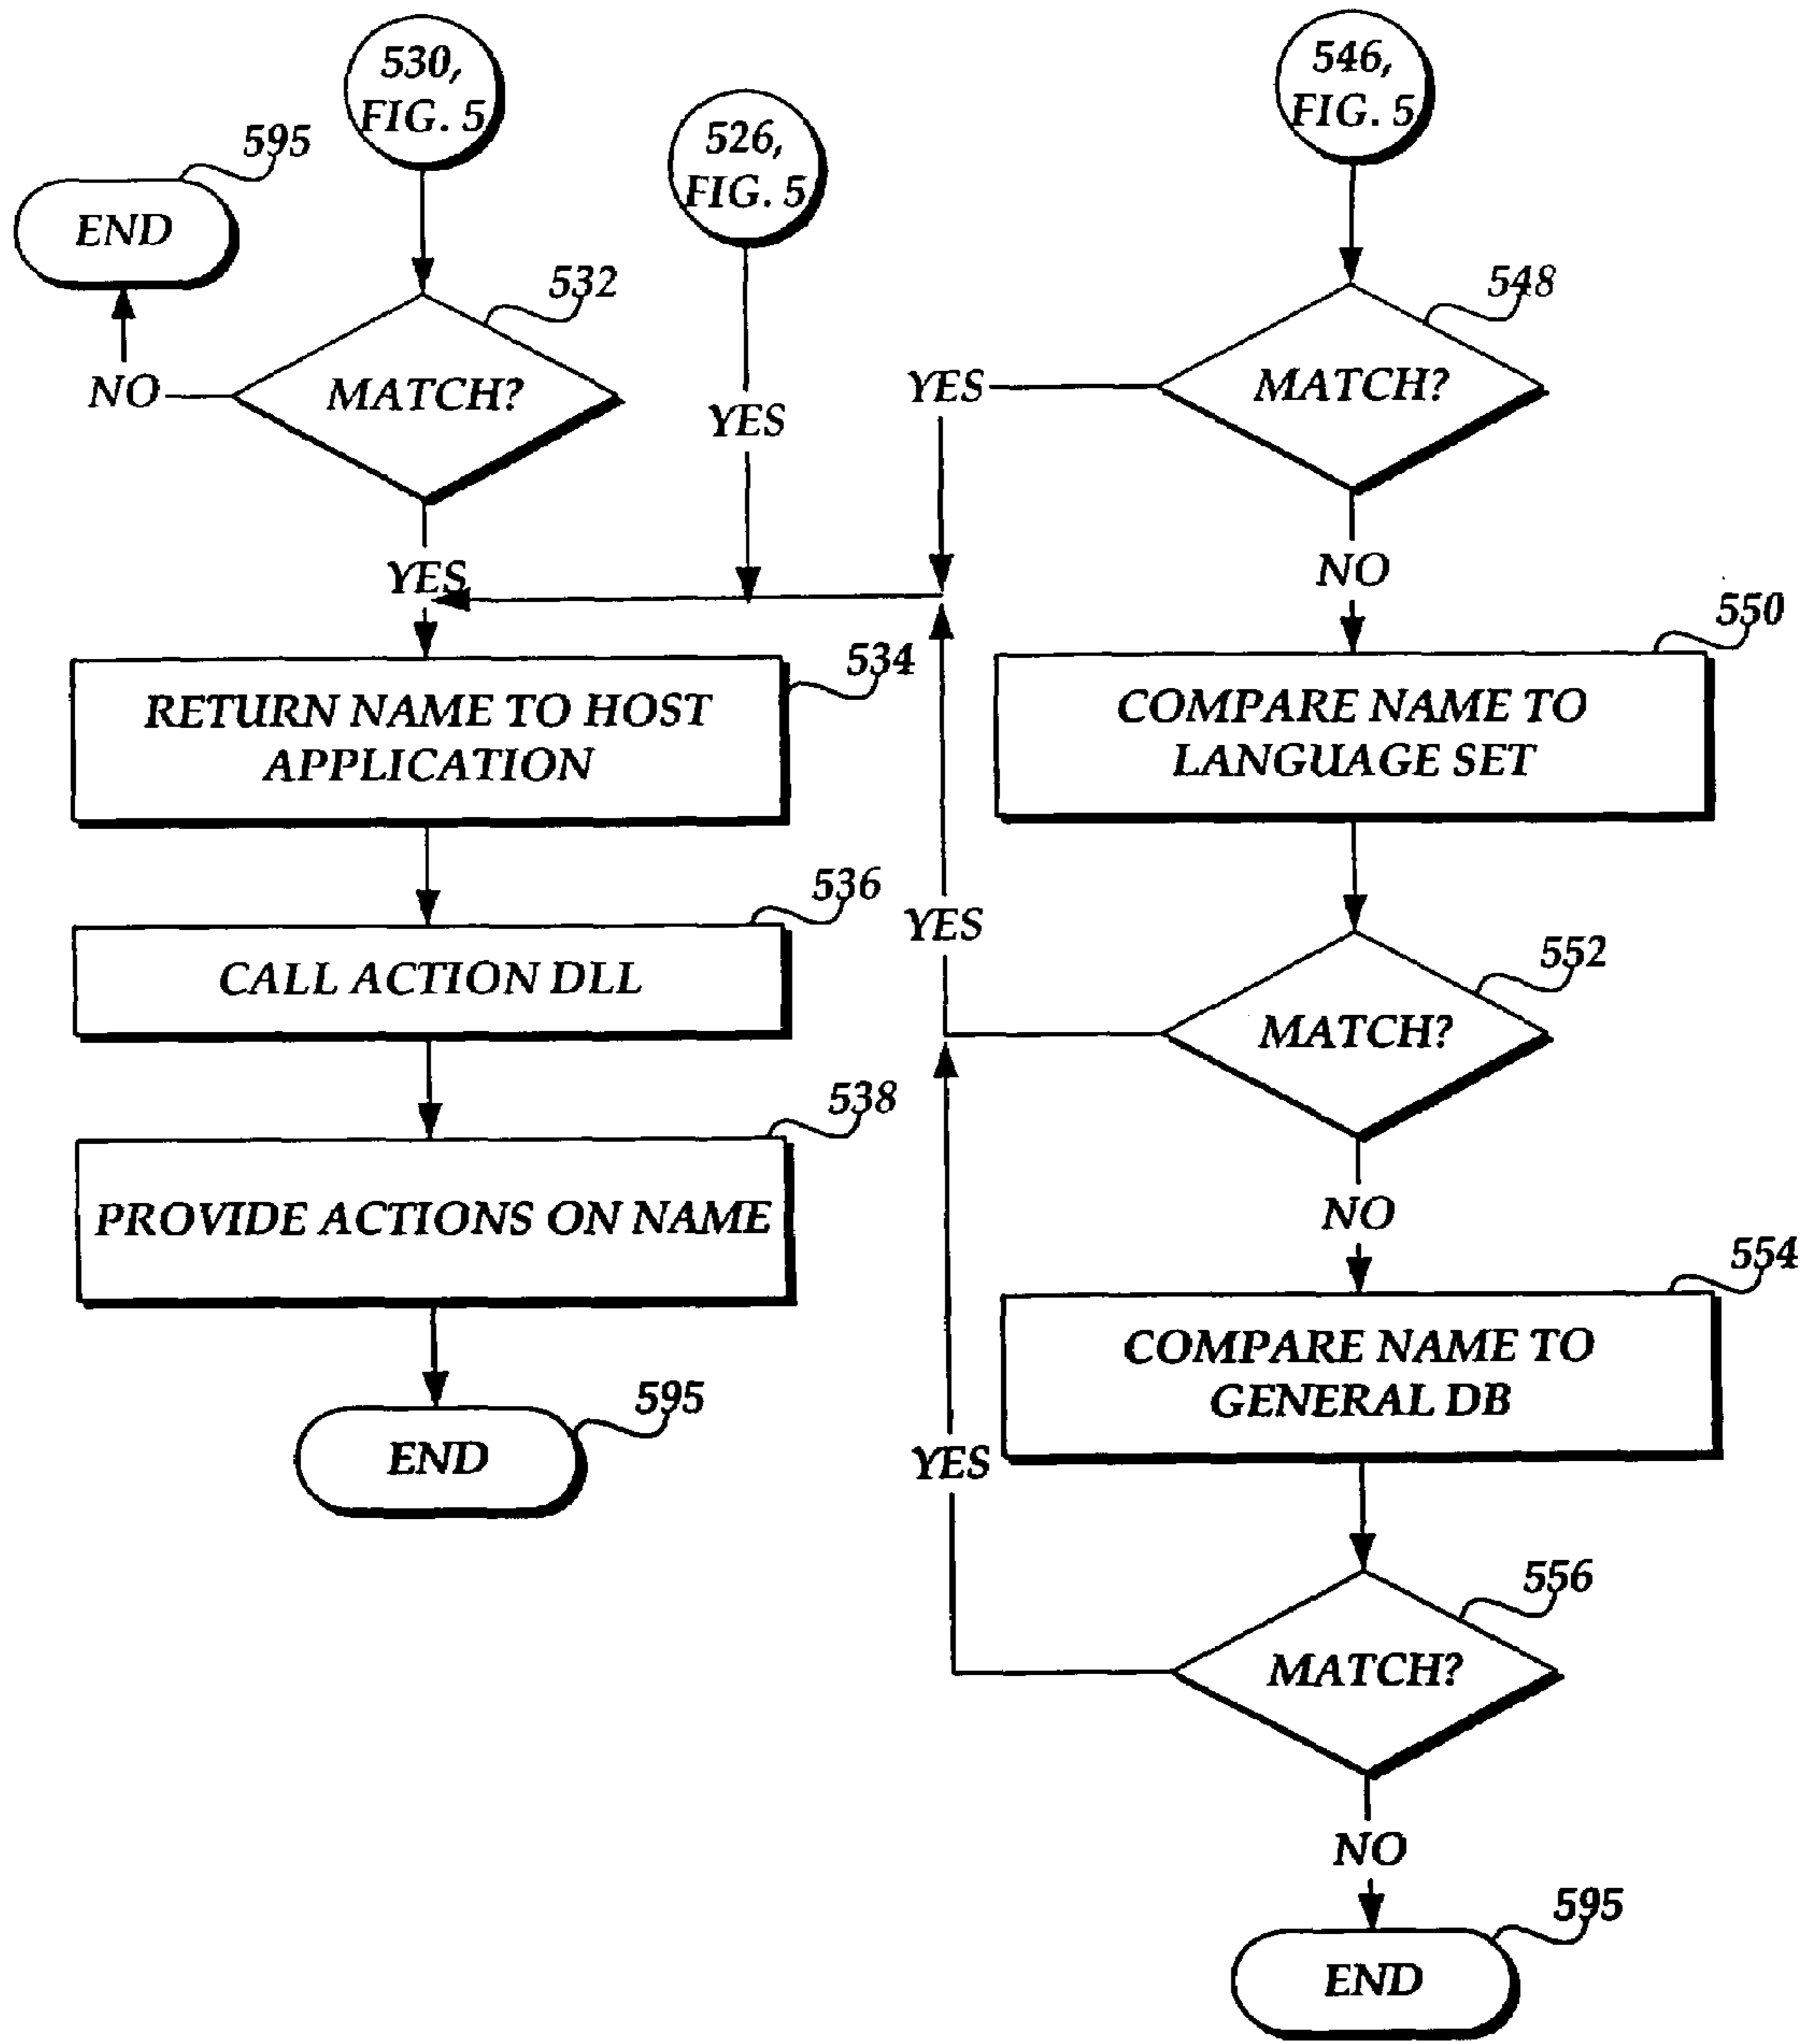 530,
FIG. 5
546,
FIG. 5
526,
FIG. 5
595
END
532
548
MATCH?
NO
YES
YES
MATCH?
YES
NO
550
534
RETURN NAME TO HOST
APPLICATION
COMPARE NAME TO
LANGUAGE SET
536
CALL ACTION DLL
YES
552
MATCH?
538
PROVIDE ACTIONS ON NAME
NO
554
COMPARE NAME TO
GENERAL DB
595
END
YES
556
MATCH?
NO
595
END